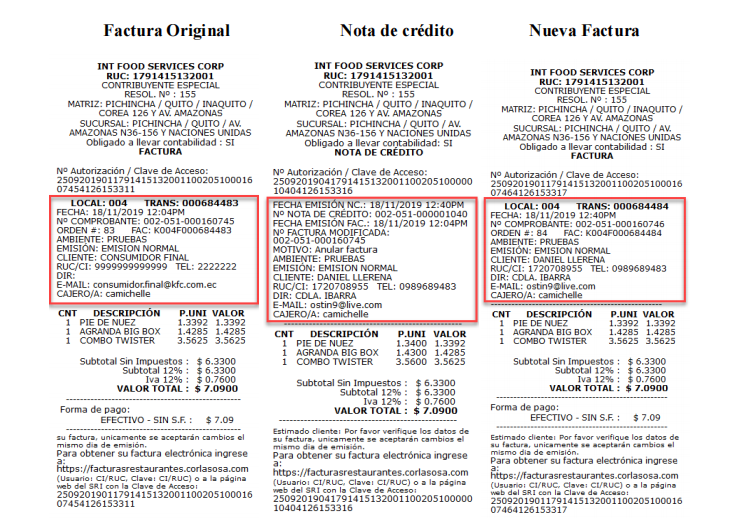 Factura Original
INT FOOD SERVICES CORP
RUC: 1791415132001
CONTRIBUYENTE ESPECIAL
RESOL. Nº : 155
MATRIZ: PICHINCHA / QUITO / INAQUITO /
COREA 126 Y AV. AMAZONAS
SUCURSAL: PICHINCHA / QUITO / AV.
AMAZONAS N36-156 Y NACIONES UNIDAS
Obligado a llevar contabilidad : SI
FACTURA
Nº Autorización / Clave de Acceso:
25092019011791415132001100205100016
07454126153311
LOCAL: 004 TRANS: 000684483
FECHA: 18/11/2019 12:04PM
Nº COMPROBANTE: 002-051-000160745
ORDEN #: 83 FAC: K004F000684483
AMBIENTE: PRUEBAS
EMISIÓN: EMISION NORMAL
CLIENTE: CONSUMIDOR FINAL
RUC/CI: 9999999999999 TEL: 2222222
DIR:
E-MAIL: consumidor.final@kfc.com.ec
CAJERO/A: camichelle
CNT DESCRIPCIÓN P.UNI VALOR
1 PIE DE NUEZ 1.3392 1.3392
1 AGRANDA BIG BOX 1.4285 1.4285
1 COMBO TWISTER 3.5625 3.5625
Subtotal Sin Impuestos : $ 6.3300
Subtotal 12% : $ 6.3300
Iva 12% : $ 0.7600
VALOR TOTAL : $ 7.0900
Forma de pago:
EFECTIVO - SIN S.F. : $ 7.09
su factura, unicamente se aceptarán cambios el
mismo dia de emisión.
Para obtener su factura electrónica ingrese
a:
https://facturasrestaurantes.corlasosa.com
(Usuario: CI/RUC, Clave: CI/RUC) o a la página
web del SRI con la Clave de Acceso:
25092019011791415132001100205100016
07454126153311
Nota de crédito
INT FOOD SERVICES CORP
RUC: 1791415132001
CONTRIBUYENTE ESPECIAL
RESOL. Nº : 155
MATRIZ: PICHINCHA / QUITO / INAQUITO /
COREA 126 Y AV. AMAZONAS
SUCURSAL: PICHINCHA / QUITO / AV.
AMAZONAS N36-156 Y NACIONES UNIDAS
Obligado a llevar contabilidad: SI
NOTA DE CRÉDITO
Nº Autorización / Clave de Acceso:
25092019041791415132001100205100000
10404126316315
FECHA EMISIÓN NC.: 18/11/2019 12:40PM
Nº NOTA DE CRÉDITO: 002-051-000001040
FECHA EMISIÓN FAC.: 18/11/2019 12:04PM
Nº FACTURA MODIFICADA:
002-051-000160745
MOTIVO: Anular factura
AMBIENTE: PRUEBAS
EMISIÓN: EMISION NORMAL
CLIENTE: DANIEL LLERENA
RUC/CI: 1720708955 TEL: 0989689483
DIR: CDLA. IBARRA
E-MAIL: ostin9@live.com
CAJERO/A: camichelle
CNT DESCRIPCIÓN P.UNI VALOR
1 PIE DE NUEZ 1.3400 1.3392
1 AGRANDA BIG BOX 1.4300 1.4285
1 COMBO TWISTER 3.5600 3.5625
Subtotal Sin Impuestos : $ 6.3300
Subtotal 12% : $ 6.3300
Iva 12% : $ 0.7600
VALOR TOTAL : $ 7.0900
Estimado cliente: Por favor verifique los datos de
su factura, unicamente se aceptarán cambios el
mismo dia de emisión.
Para obtener su factura electrónica ingrese
a:
https://facturasrestaurantes.corlasosa.com
(Usuario: CI/RUC, Clave: CI/RUC) o a la página
web del SRI con la Clave de Acceso:
25092019041791415132001100205100000
10404126316315
Nueva Factura
INT FOOD SERVICES CORP
RUC: 1791415132001
CONTRIBUYENTE ESPECIAL
RESOL. Nº : 155
MATRIZ: PICHINCHA / QUITO / INAQUITO /
COREA 126 Y AV. AMAZONAS
SUCURSAL: PICHINCHA / QUITO / AV.
AMAZONAS N36-156 Y NACIONES UNIDAS
Obligado a llevar contabilidad : SI
FACTURA
Nº Autorización / Clave de Acceso:
25092019011791415132001100205100016
07464126153317
LOCAL: 004 TRANS: 000684484
FECHA: 18/11/2019 12:40PM
Nº COMPROBANTE: 002-051-000160746
ORDEN #: 84 FAC: K004F000684484
AMBIENTE: PRUEBAS
EMISIÓN: EMISION NORMAL
CLIENTE: DANIEL LLERENA
RUC/CI: 1720708955 TEL: 0989689483
DIR: CDLA. IBARRA
E-MAIL: ostin9@live.com
CAJERO/A: camichelle
CNT DESCRIPCIÓN P.UNI VALOR
1 PIE DE NUEZ 1.3392 1.3392
1 AGRANDA BIG BOX 1.4285 1.4285
1 COMBO TWISTER 3.5625 3.5625
Subtotal Sin Impuestos : $ 6.3300
Subtotal 12% : $ 6.3300
Iva 12% : $ 0.7600
VALOR TOTAL : $ 7.0900
Forma de pago:
EFECTIVO - SIN S.F. : $ 7.09
Estimado cliente: Por favor verifique los datos de
su factura, unicamente se aceptarán cambios el
mismo dia de emisión.
Para obtener su factura electrónica ingrese
a:
https://facturasrestaurantes.corlasosa.com
(Usuario: CI/RUC, Clave: CI/RUC) o a la página
web del SRI con la Clave de Acceso:
25092019011791415132001100205100016
07464126153317